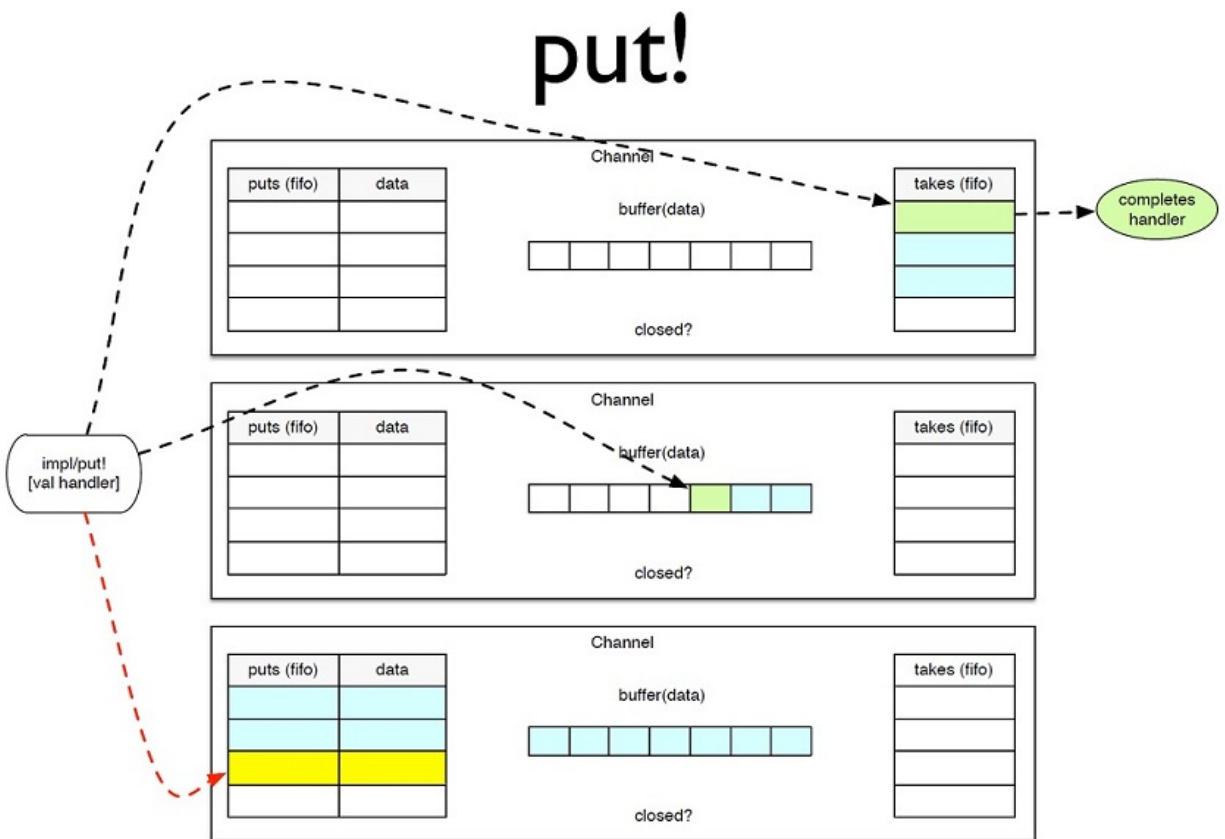 put!
Channel
puts (fifo) data takes (fifo)
buffer(data)
completes
handler
closed?
Channel
puts (fifo) data takes (fifo)
buffer(data)
impl/put!
[val handler]
closed?
Channel
puts (fifo) data takes (fifo)
buffer(data)
closed?